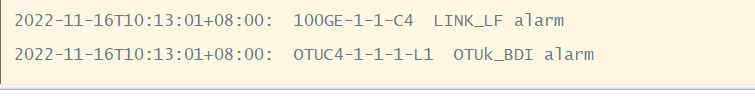 2022-11-16T10:13:01+08:00:  100GE-1-1-C4  LINK_LF alarm
2022-11-16T10:13:01+08:00:  OTUC4-1-1-1-L1  OTUk_BDI alarm